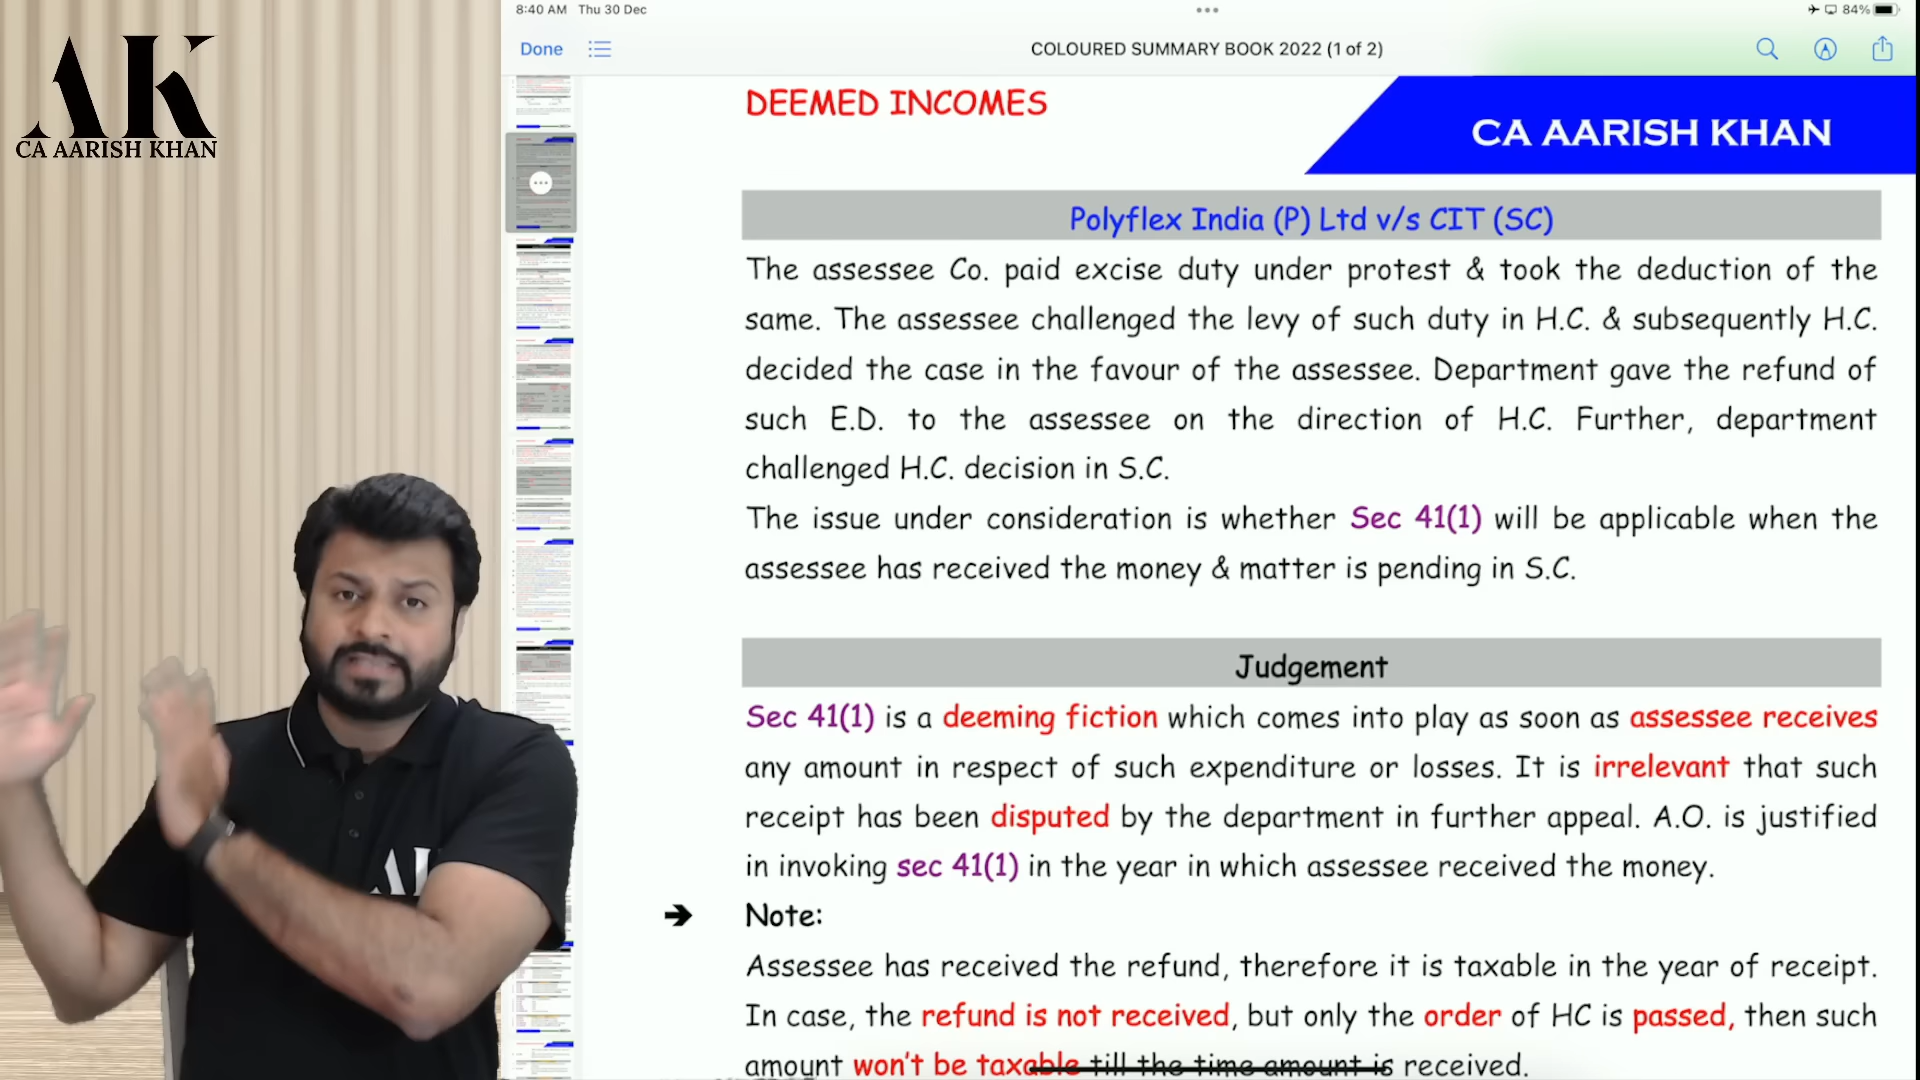 8:40 AM Thu 30 Dec
84%
Done
COLOURED SUMMARY BOOK 2022 (1 of 2)
AK
CA AARISH KHAN
DEEMED INCOMES
CA AARISH KHAN
Polyflex India (P) Ltd v/s CIT (SC)
The assessee Co. paid excise duty under protest & took the deduction of the
same. The assessee challenged the levy of such duty in H.C. & subsequently H.C.
decided the case in the favour of the assessee. Department gave the refund of
such E.D. to the assessee on the direction of H.C. Further, department
challenged H.C. decision in S.C.
The issue under consideration is whether Sec 41(1) will be applicable when the
assessee has received the money & matter is pending in S.C.
Judgement
Sec 41(1) is a deeming fiction which comes into play as soon as assessee receives
any amount in respect of such expenditure or losses. It is irrelevant that such
receipt has been disputed by the department in further appeal. A.O. is justified
in invoking sec 41(1) in the year in which assessee received the money.
Note:
Assessee has received the refund, therefore it is taxable in the year of receipt.
In case, the refund is not received, but only the order of HC is passed, then such
amount won't be taxable till the time amount is received.